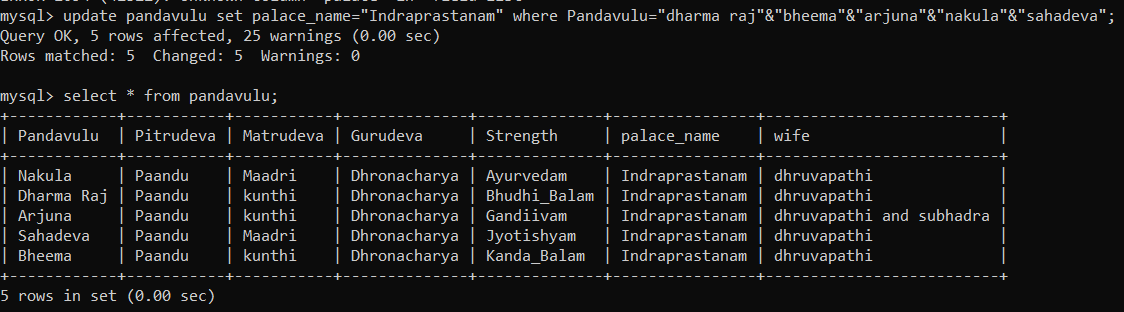 mysql> update pandavulu set palace_name="Indraprastanam" where Pandavulu="dharma raj"&"bheema"&"arjuna"&"nakula"&"sahadeva";
Query OK, 5 rows affected, 25 warnings (0.00 sec)
Rows matched: 5  Changed: 5  Warnings: 0

mysql> select * from pandavulu;
+------------+-----------+-----------+-------------+--------------+----------------+-------------------------+
| Pandavulu  | Pitrudeva | Matrudeva | Gurudeva    | Strength     | palace_name    | wife                    |
+------------+-----------+-----------+-------------+--------------+----------------+-------------------------+
| Nakula     | Paandu    | Maadri    | Dhronacharya | Ayurvedam    | Indraprastanam | dhruvapathi             |
| Dharma Raj | Paandu    | kunthi    | Dhronacharya | Bhudhi_Balam | Indraprastanam | dhruvapathi             |
| Arjuna     | Paandu    | kunthi    | Dhronacharya | Gandiivam    | Indraprastanam | dhruvapathi and subhadra |
| Sahadeva   | Paandu    | Maadri    | Dhronacharya | Jyotishyam   | Indraprastanam | dhruvapathi             |
| Bheema     | Paandu    | kunthi    | Dhronacharya | Kanda_Balam  | Indraprastanam | dhruvapathi             |
+------------+-----------+-----------+-------------+--------------+----------------+-------------------------+
5 rows in set (0.00 sec)